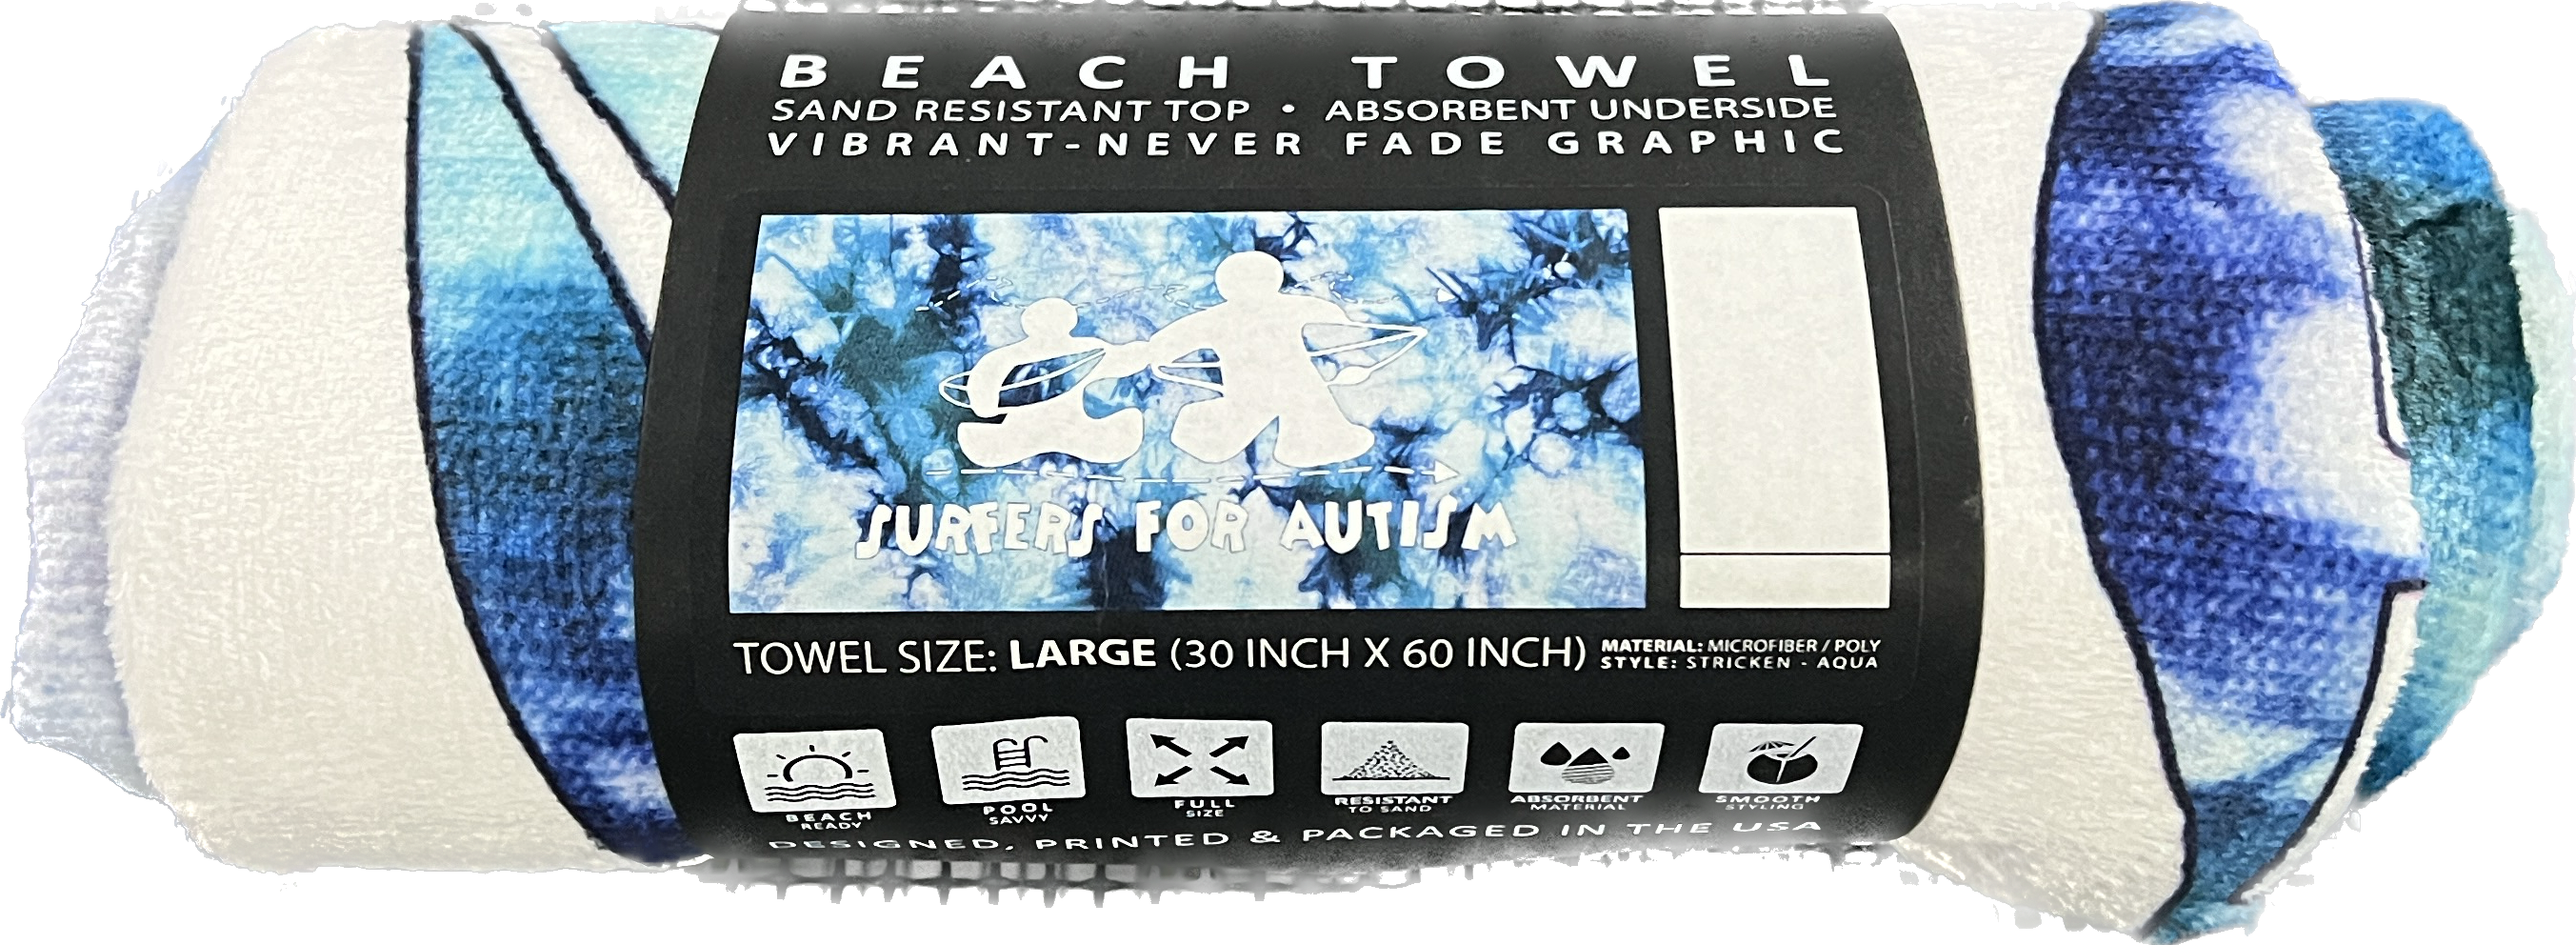 BEACH TOWEL
SAND RESISTANT TOP • ABSORBENT UNDERSIDE
VIBRANT-NEVER FADE GRAPHIC
SURFERS FOR AUTISM
TOWEL SIZE: LARGE (30 INCH X 60 INCH)
MATERIAL: MICROFIBER / POLY
STYLE: STRICKEN - AQUA
BEACH
READY
POOL
SAVVY
FULL
SIZE
RESISTANT
TO SAND
ABSORBENT
MATERIAL
SMOOTH
STYLING
DESIGNED, PRINTED & PACKAGED IN THE USA